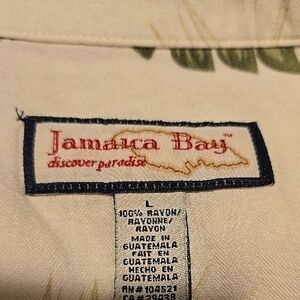 Jamaica Bay™
discover paradise
L
100% RAYON/
RAYONNE/
RAYON
MADE IN
GUATEMALA
FAIT EN
GUATEMALA
HECHO EN
GUATEMALA
RN#104521
CA#29438